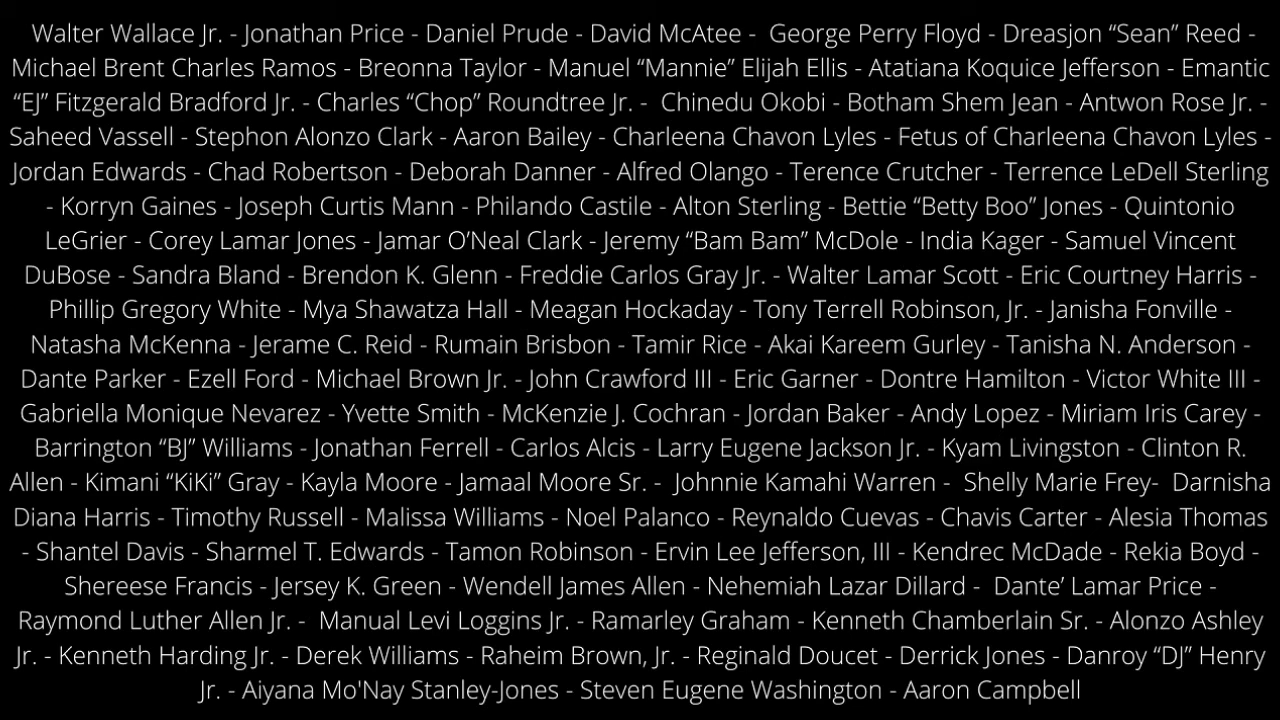 Walter Wallace Jr. - Jonathan Price - Daniel Prude - David McAtee -  George Perry Floyd - Dreasjon “Sean” Reed -
Michael Brent Charles Ramos - Breonna Taylor - Manuel “Mannie” Elijah Ellis - Atatiana Koquice Jefferson - Emantic
“EJ” Fitzgerald Bradford Jr. - Charles “Chop” Roundtree Jr. -  Chinedu Okobi - Botham Shem Jean - Antwon Rose Jr. -
Saheed Vassell - Stephon Alonzo Clark - Aaron Bailey - Charleena Chavon Lyles - Fetus of Charleena Chavon Lyles -
Jordan Edwards - Chad Robertson - Deborah Danner - Alfred Olango - Terence Crutcher - Terrence LeDell Sterling
- Korryn Gaines - Joseph Curtis Mann - Philando Castile - Alton Sterling - Bettie “Betty Boo” Jones - Quintonio
LeGrier - Corey Lamar Jones - Jamar O’Neal Clark - Jeremy “Bam Bam” McDole - India Kager - Samuel Vincent
DuBose - Sandra Bland - Brendon K. Glenn - Freddie Carlos Gray Jr. - Walter Lamar Scott - Eric Courtney Harris -
Phillip Gregory White - Mya Shawatza Hall - Meagan Hockaday - Tony Terrell Robinson, Jr. - Janisha Fonville -
Natasha McKenna - Jerame C. Reid - Rumain Brisbon - Tamir Rice - Akai Kareem Gurley - Tanisha N. Anderson -
Dante Parker - Ezell Ford - Michael Brown Jr. - John Crawford III - Eric Garner - Dontre Hamilton - Victor White III -
Gabriella Monique Nevarez - Yvette Smith - McKenzie J. Cochran - Jordan Baker - Andy Lopez - Miriam Iris Carey -
Barrington “BJ” Williams - Jonathan Ferrell - Carlos Alcis - Larry Eugene Jackson Jr. - Kyam Livingston - Clinton R.
Allen - Kimani “KiKi” Gray - Kayla Moore - Jamaal Moore Sr. -  Johnnie Kamahi Warren -  Shelly Marie Frey-  Darnisha
Diana Harris - Timothy Russell - Malissa Williams - Noel Palanco - Reynaldo Cuevas - Chavis Carter - Alesia Thomas
- Shantel Davis - Sharmel T. Edwards - Tamon Robinson - Ervin Lee Jefferson, III - Kendrec McDade - Rekia Boyd -
Shereese Francis - Jersey K. Green - Wendell James Allen - Nehemiah Lazar Dillard -  Dante’ Lamar Price -
Raymond Luther Allen Jr. -  Manual Levi Loggins Jr. - Ramarley Graham - Kenneth Chamberlain Sr. - Alonzo Ashley
Jr. - Kenneth Harding Jr. - Derek Williams - Raheim Brown, Jr. - Reginald Doucet - Derrick Jones - Danroy “DJ” Henry
Jr. - Aiyana Mo'Nay Stanley-Jones - Steven Eugene Washington - Aaron Campbell